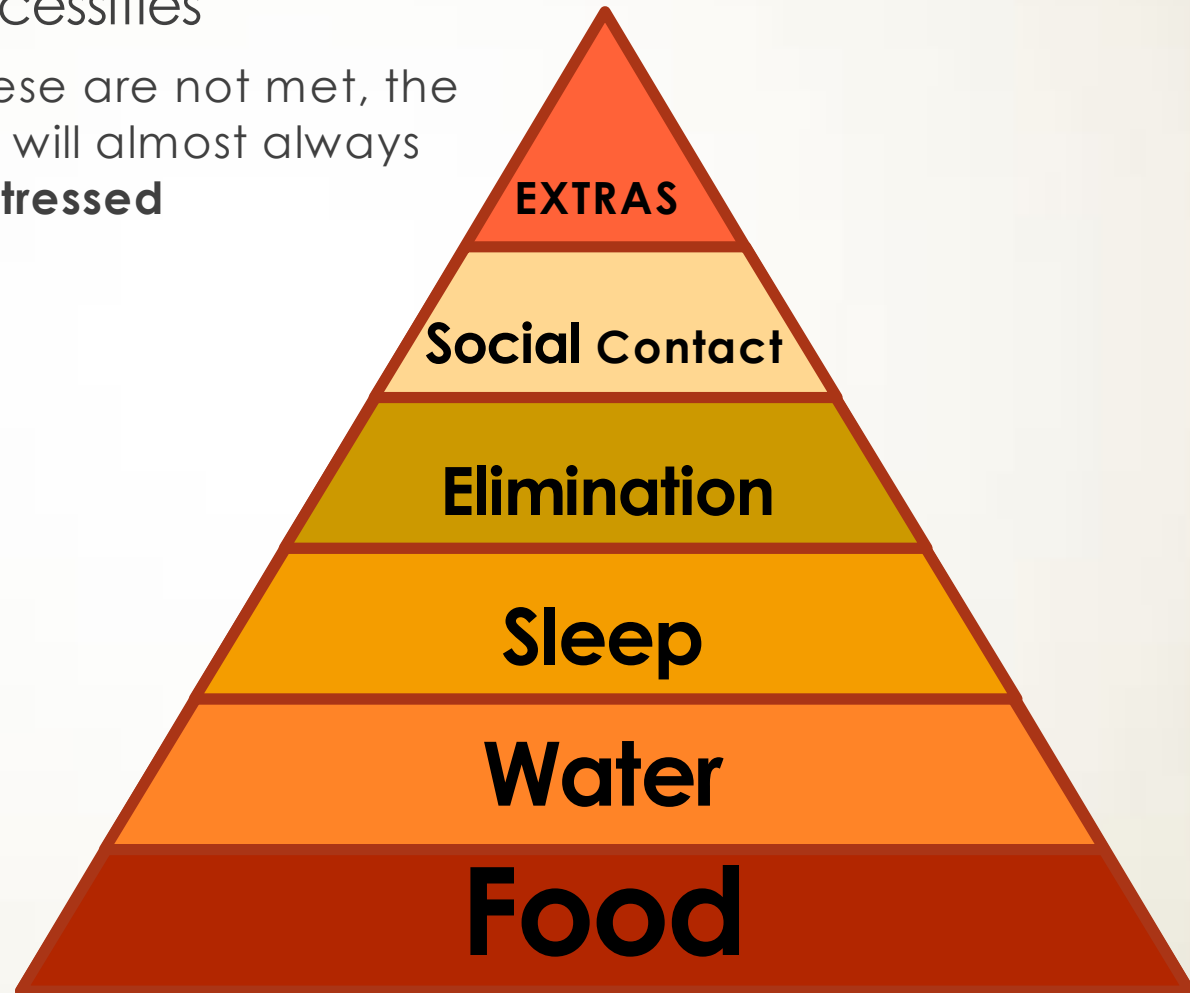 cessities
ese are not met, the
will almost always
tressed
EXTRAS
Social Contact
Elimination
Sleep
Water
Food